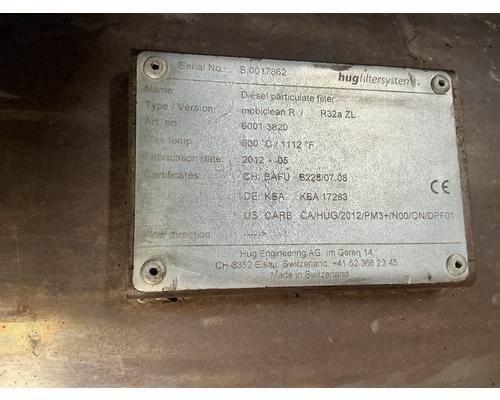 Serial No.: B.0017862
hugfiltersystems.
Name Diesel particulate filter
Type / Version: mobiclean R / R32a ZL
Art. no 6001 3820
Max temp. 600 °C / 1112 °F
Fabrication date: 2012 - 05
Certificates CH: BAFU B228/07.08
DE: KBA KBA 17263
US: CARB CA/HUG/2012/PM3+/N00/ON/DPF01
CE
Flow direction ----->
Hug Engineering AG, im Geren 14,
CH-8352 Elsau, Switzerland, +41 52 368 23 45
Made in Switzerland